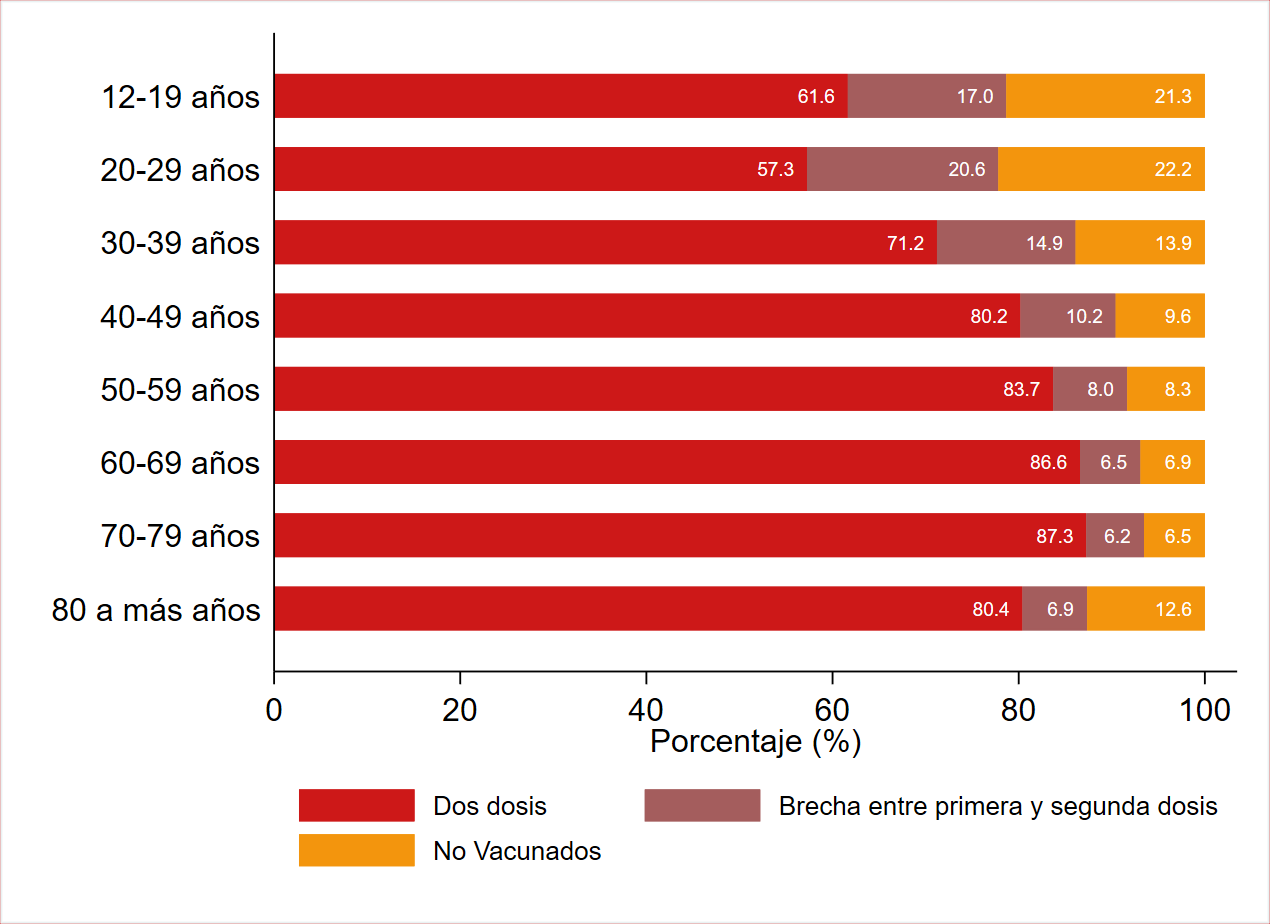 12-19 años 61.6 17.0 21.3
20-29 años 57.3 20.6 22.2
30-39 años 71.2 14.9 13.9
40-49 años 80.2 10.2 9.6
50-59 años 83.7 8.0 8.3
60-69 años 86.6 6.5 6.9
70-79 años 87.3 6.2 6.5
80 a más años 80.4 6.9 12.6
0 20 40 60 80 100
Porcentaje (%)
Dos dosis Brecha entre primera y segunda dosis
No Vacunados